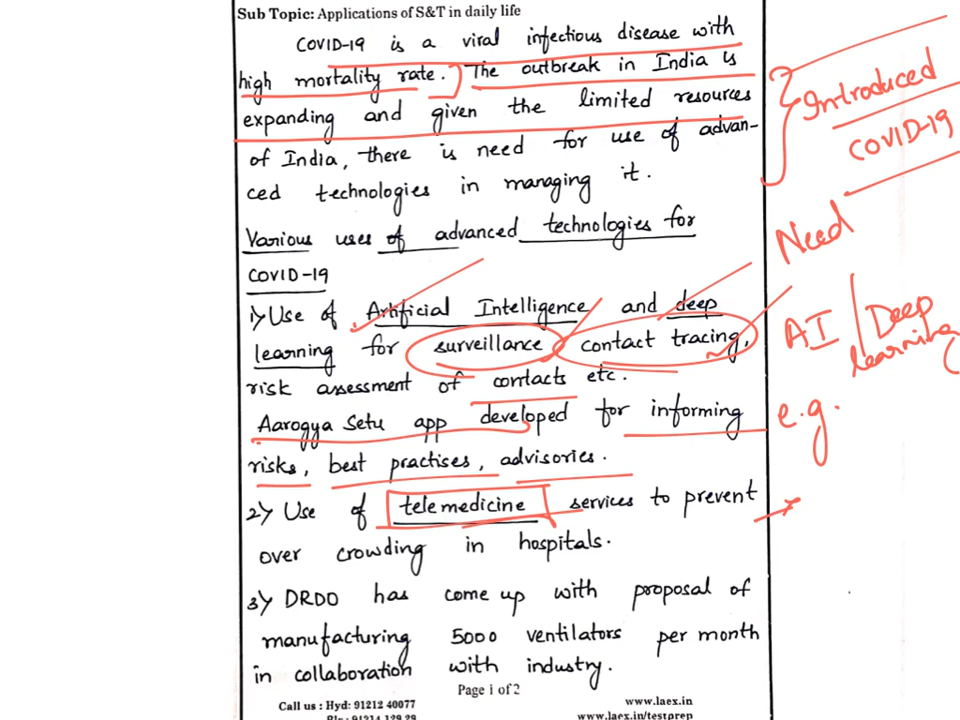 Sub Topic: Applications of S&T in daily life
COVID-19 is a viral infectious disease with
high mortality rate. The outbreak in India is
expanding and given the limited resources
of India, there is need for use of advan-
ced technologies in managing it.
Introduced
COVID-19
Various uses of advanced technologies for
COVID-19
Need
1) Use of Artificial Intelligence and deep
learning for surveillance contact tracing,
risk assessment of contacts etc.
AI / Deep
learning
Aarogya Setu app developed for informing
risks, best practises, advisories.
e.g.
2) Use of telemedicine services to prevent
over crowding in hospitals.
3) DRDO has come up with proposal of
manufacturing 5000 ventilators per month
in collaboration with industry.
Page 1 of 2
Call us : Hyd: 91212 40077
www.laex.in
www.laex.in/testprep